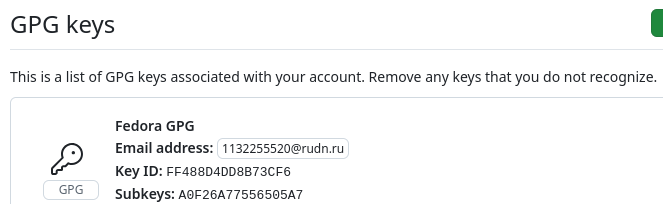 GPG keys
This is a list of GPG keys associated with your account. Remove any keys that you do not recognize.
Fedora GPG
Email address: 1132255520@rudn.ru
Key ID: FF488D4DD8B73CF6
GPG
Subkeys: A0F26A77556505A7